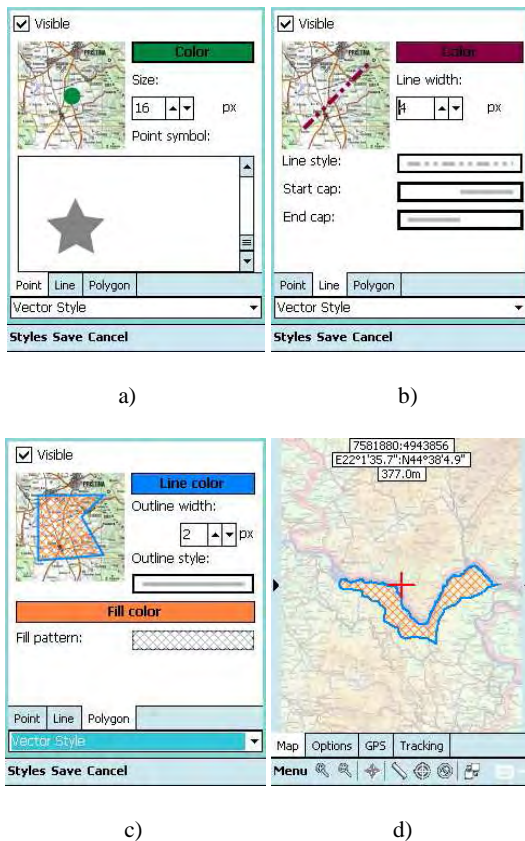 Visible
Color
Size:
16 px
Point symbol:
Point Line Polygon
Vector Style
Styles Save Cancel
a)
Visible
Color
Line width:
4 px
Line style:
Start cap:
End cap:
Point Line Polygon
Vector Style
Styles Save Cancel
b)
Visible
Line color
Outline width:
2 px
Outline style:
Fill color
Fill pattern:
Point Line Polygon
Vector Style
Styles Save Cancel
c)
7581880:4943856
E22°1'35.7":N44°38'4.9"
377.0m
Map Options GPS Tracking
Menu
d)